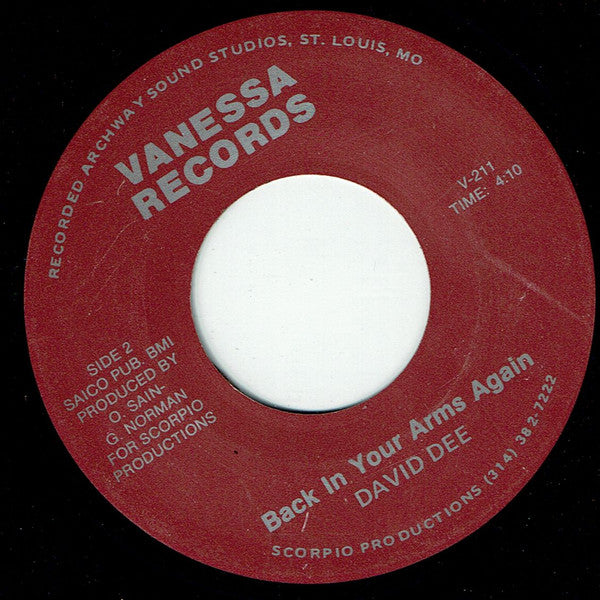 RECORDED ARCHWAY SOUND STUDIOS, ST. LOUIS, MO
VANESSA
RECORDS
V-211
TIME: 4:10
SIDE 2
SAICO PUB. BMI
PRODUCED BY
O. SAIN-
G. NORMAN
FOR SCORPIO
PRODUCTIONS
Back In Your Arms Again
DAVID DEE
SCORPIO PRODUCTIONS (314) 382-7222